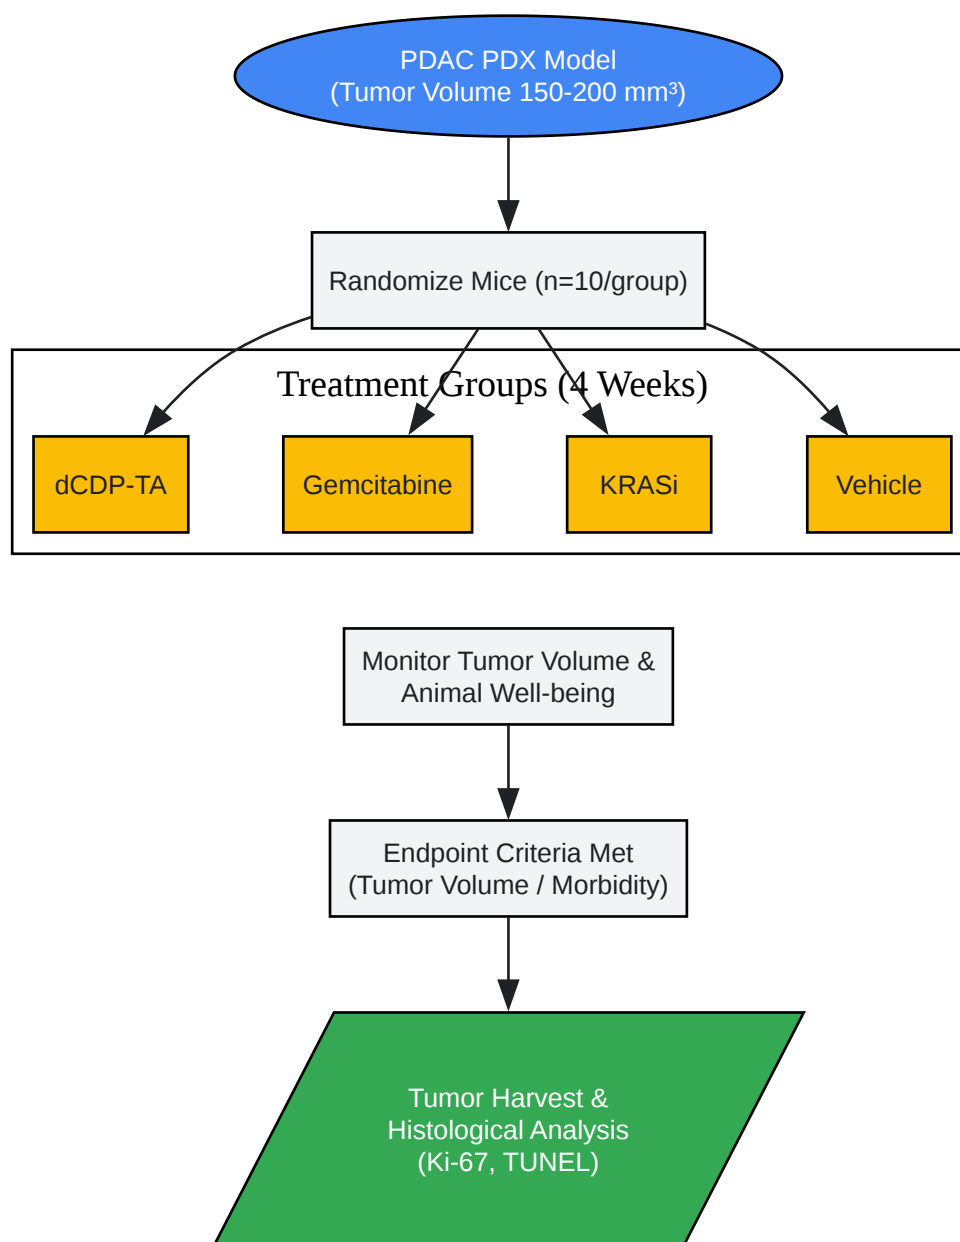 PDAC PDX Model
(Tumor Volume 150-200 mm³)
Randomize Mice (n=10/group)
Treatment Groups (4 Weeks)
dCDP-TA
Gemcitabine
KRASi
Vehicle
Monitor Tumor Volume &
Animal Well-being
Endpoint Criteria Met
(Tumor Volume / Morbidity)
Tumor Harvest &
Histological Analysis
(Ki-67, TUNEL)